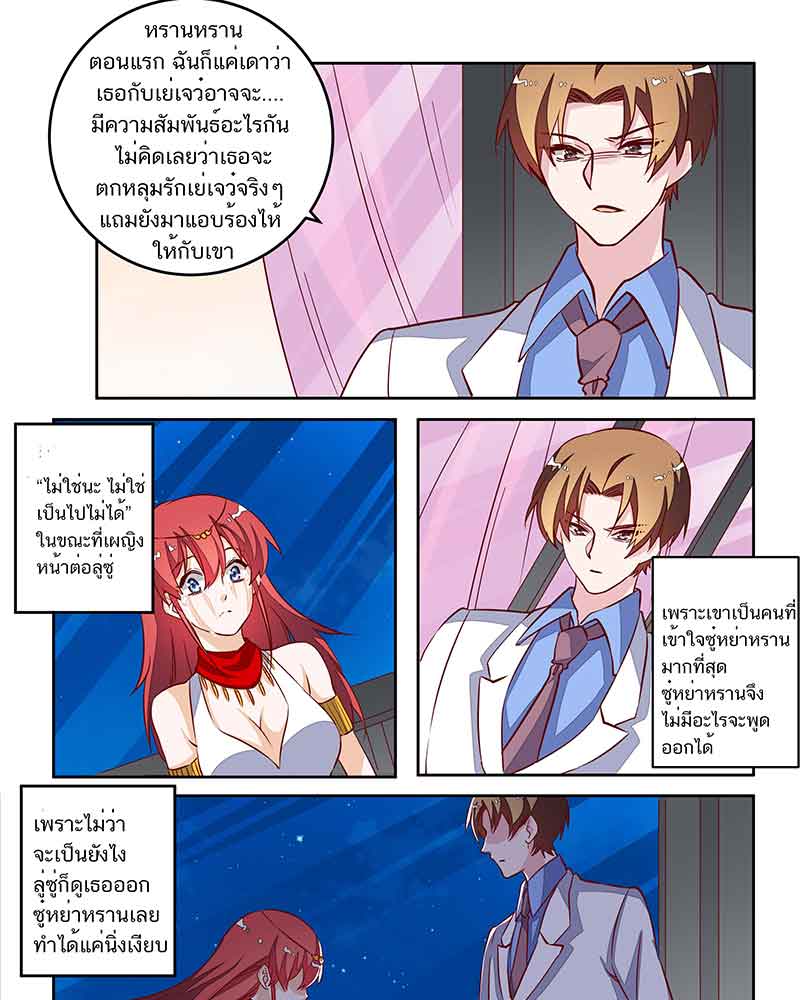 หรานหราน
ตอนแรก ฉันก็แค่เดาว่า
เธอกับเย่เจว๋อาจจะ....
มีความสัมพันธ์อะไรกัน
ไม่คิดเลยว่าเธอจะ
ตกหลุมรักเย่เจว๋จริงๆ
แถมยังมาแอบร้องไห้
ให้กับเขา
“ไม่ใช่นะ ไม่ใช่
เป็นไปไม่ได้”
ในขณะที่เผญิง
หน้าต่อลู่ซู่
เพราะเขาเป็นคนที่
เข้าใจซู๋หย่าหราน
มากที่สุด
ซู๋หย่าหรานจึง
ไม่มีอะไรจะพูด
ออกได้
เพราะไม่ว่า
จะเป็นยังไง
ลู่ซู่ก็ดูเธอออก
ซู๋หย่าหรานเลย
ทำได้แค่นิ่งเงียบ